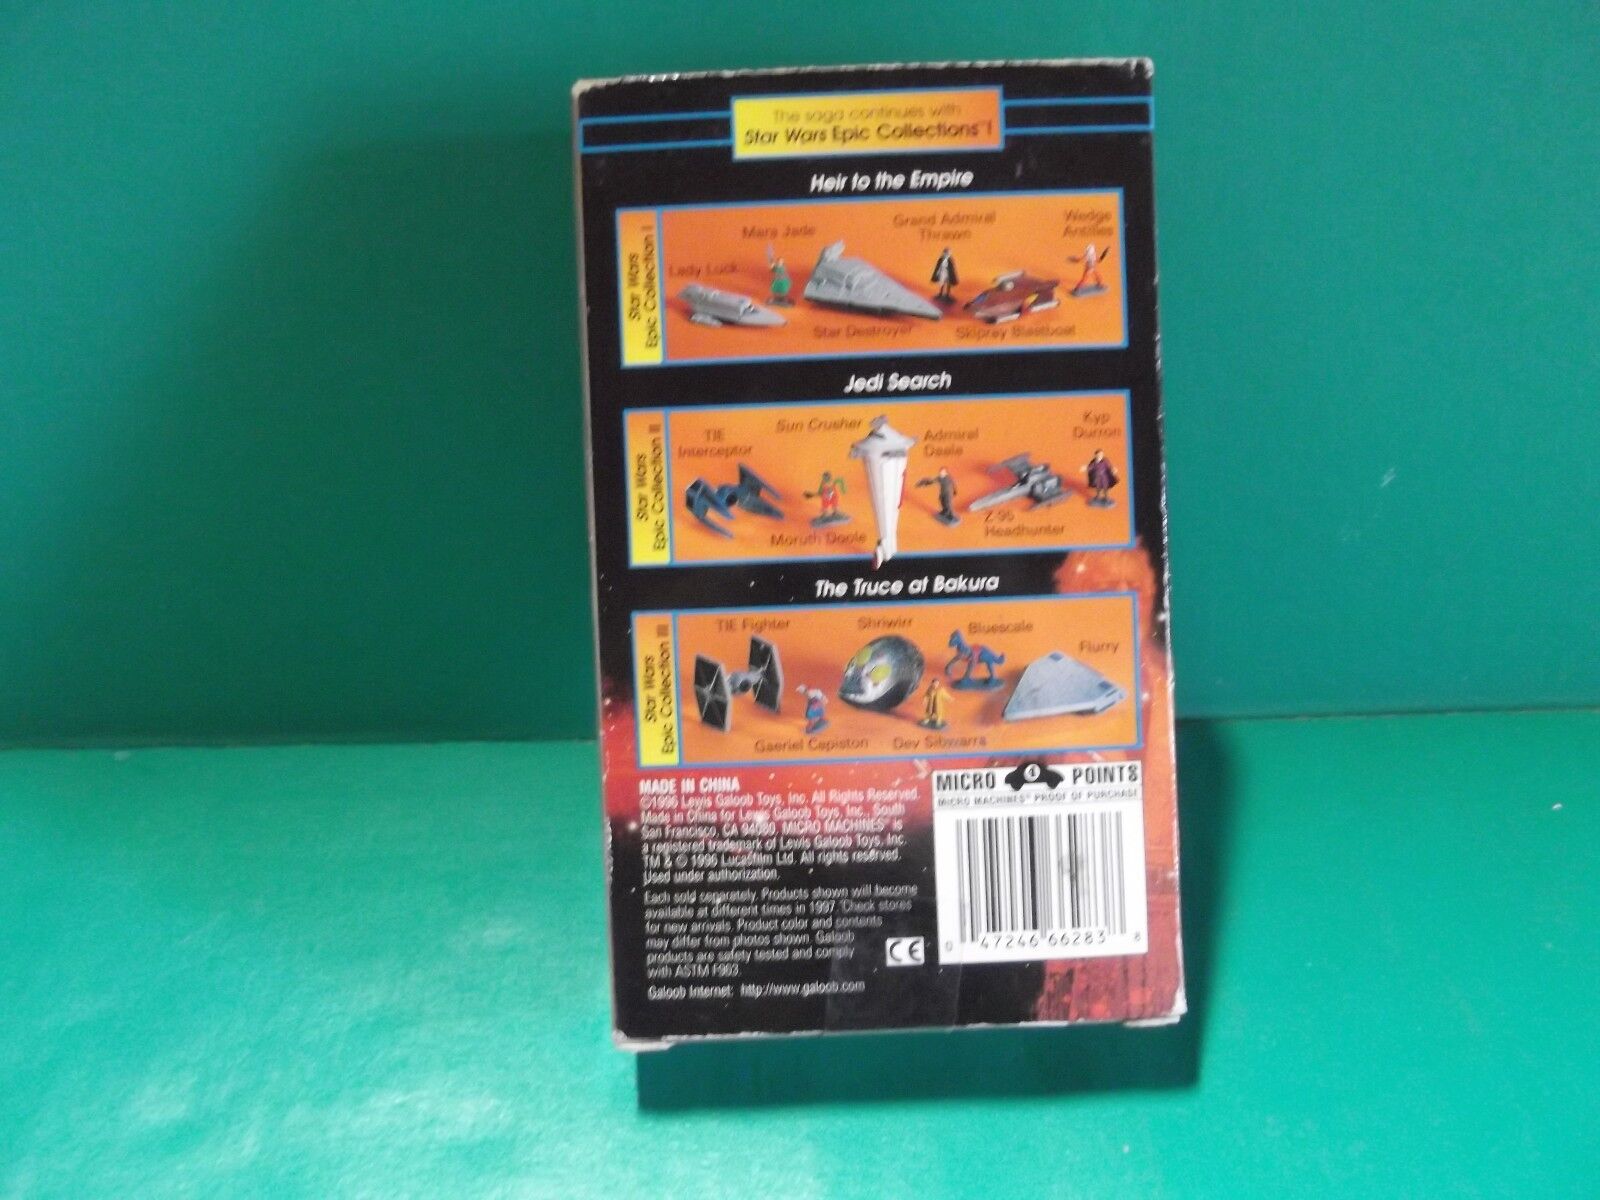 The saga continues with
Star Wars Epic Collections™!
Heir to the Empire
Star Wars
Epic Collection I
Lady Luck
Mara Jade
Star Destroyer
Grand Admiral
Thrawn
Skipray Blastboat
Wedge
Antilles
Jedi Search
Star Wars
Epic Collection II
TIE
Interceptor
Sun Crusher
Moruth Doole
Admiral
Daala
Z-95
Headhunter
Kyp
Durron
The Truce at Bakura
Star Wars
Epic Collection III
TIE Fighter
Gaeriel Capiston
Shriwirr
Dev Sibwarra
Bluescale
Flurry
MADE IN CHINA
©1996 Lewis Galoob Toys, Inc. All Rights Reserved.
Made in China for Lewis Galoob Toys, Inc., South
San Francisco, CA 94080. MICRO MACHINES® is
a registered trademark of Lewis Galoob Toys, Inc.
TM & © 1996 Lucasfilm Ltd. All rights reserved.
Used under authorization.
Each sold separately. Products shown will become
available at different times in 1997. Check stores
for new arrivals. Product color and contents
may differ from photos shown. Galoob
products are safety tested and comply
with ASTM F963.
Galoob Internet: http://www.galoob.com
CE
MICRO 4 POINTS
MICRO MACHINES® PROOF OF PURCHASE
0 47246 66283 8